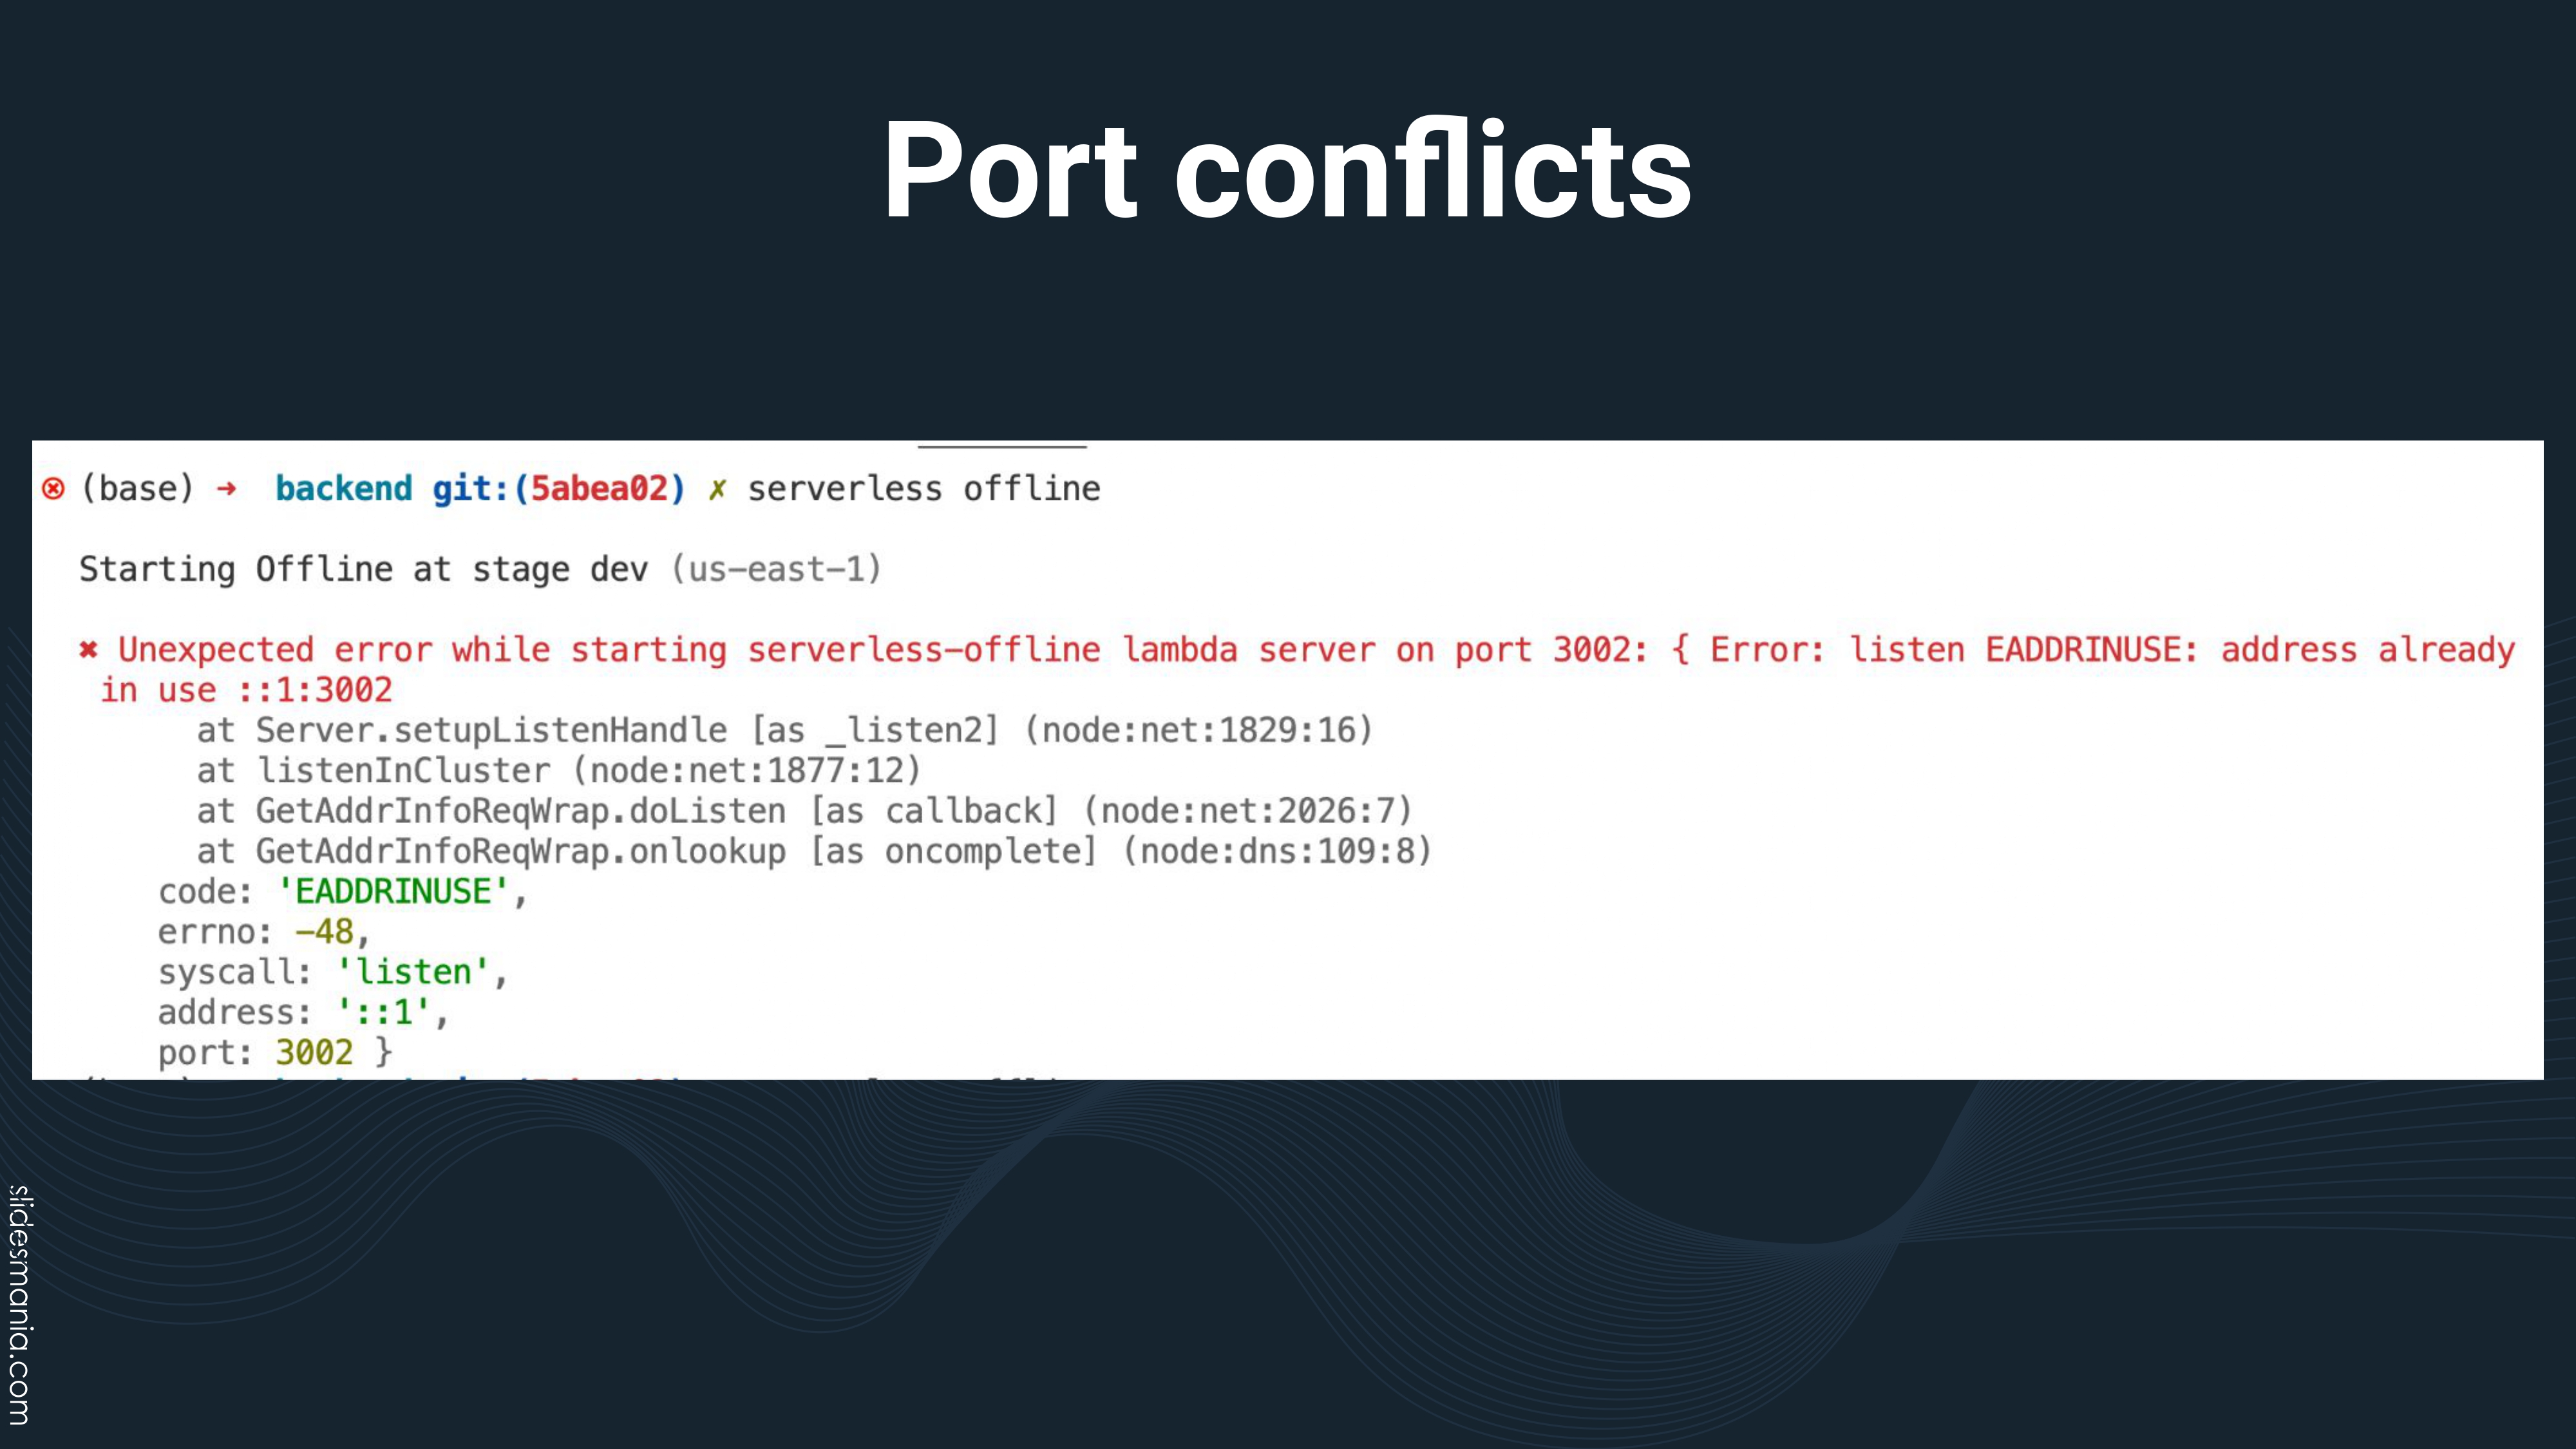 Port conflicts
(base) ➜ backend git:(5abea02) ✗ serverless offline
Starting Offline at stage dev (us-east-1)
✖ Unexpected error while starting serverless-offline lambda server on port 3002: { Error: listen EADDRINUSE: address already
in use ::1:3002
at Server.setupListenHandle [as _listen2] (node:net:1829:16)
at listenInCluster (node:net:1877:12)
at GetAddrInfoReqWrap.doListen [as callback] (node:net:2026:7)
at GetAddrInfoReqWrap.onlookup [as oncomplete] (node:dns:109:8)
code: 'EADDRINUSE',
errno: -48,
syscall: 'listen',
address: '::1',
port: 3002 }
slidesmania.com